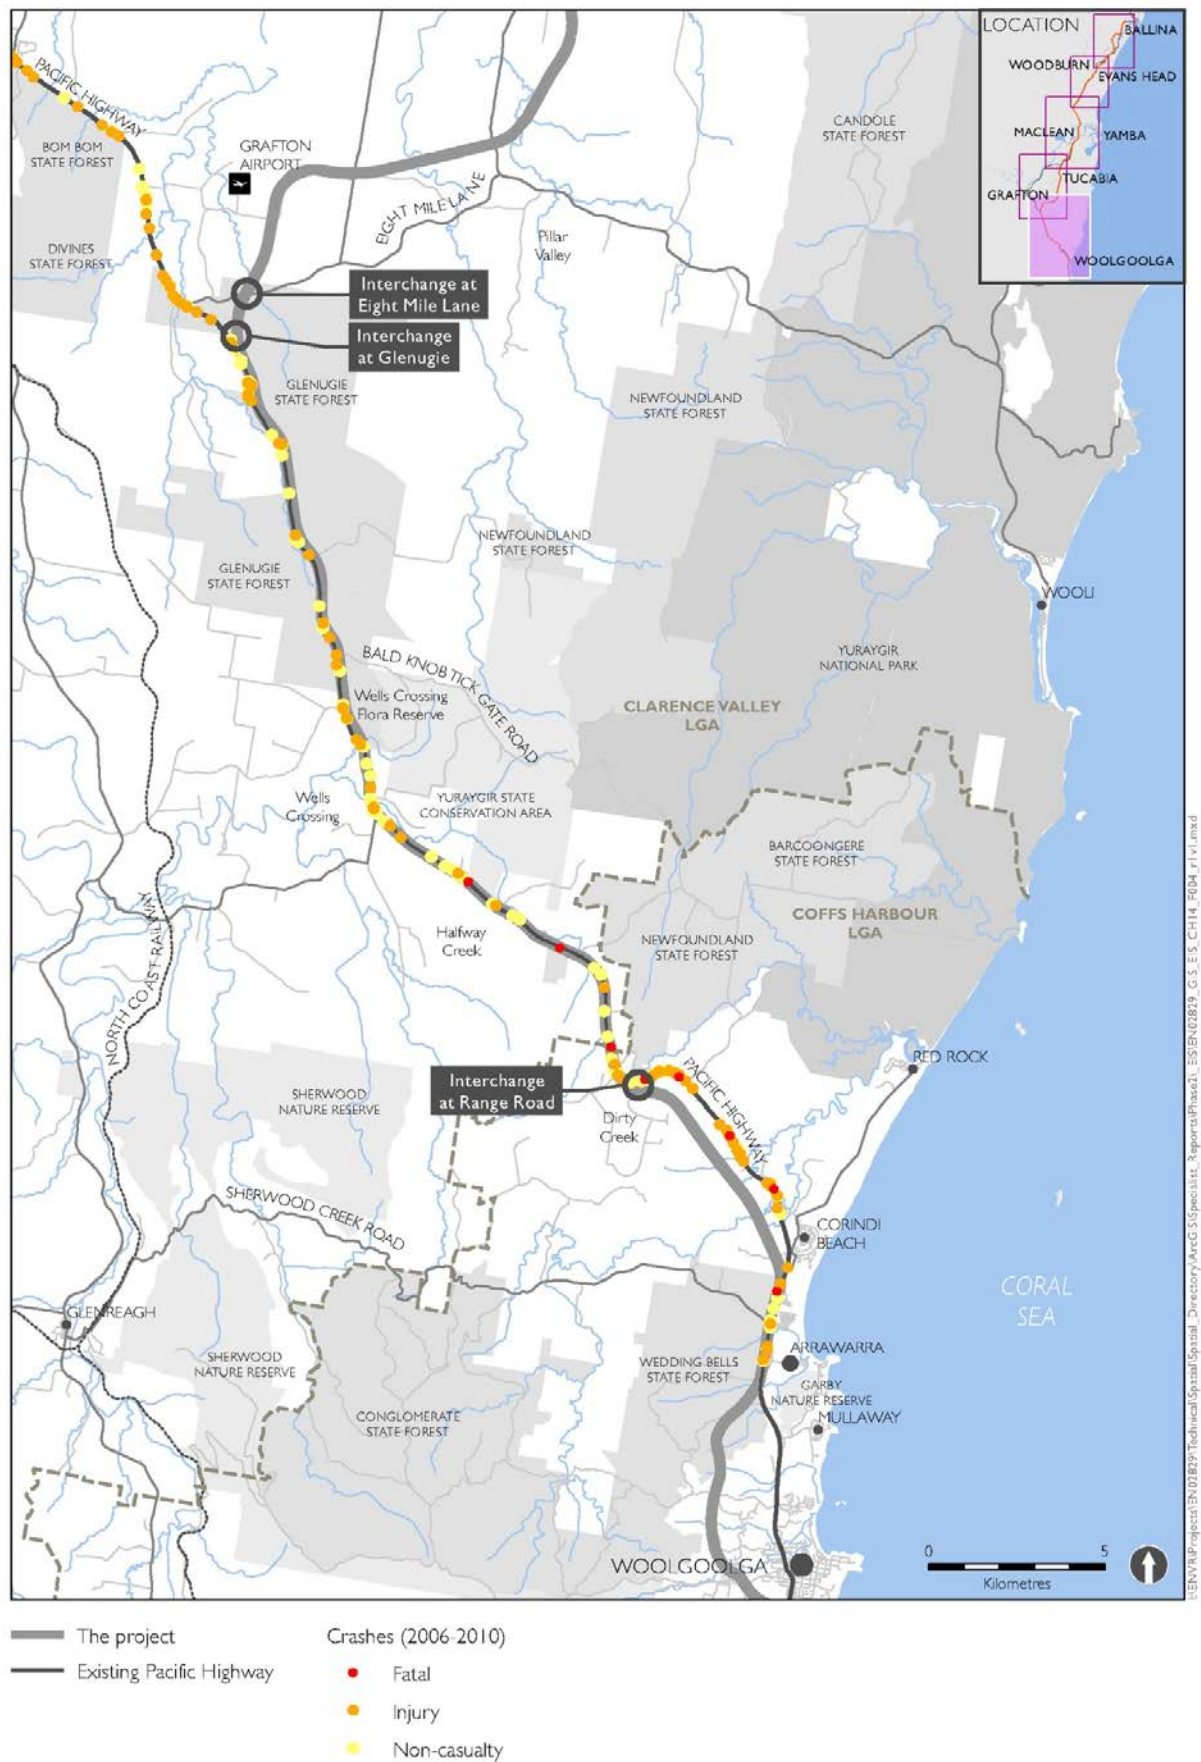 LOCATION
BALLINA
WOODBURN
EVANS HEAD
MACLEAN
YAMBA
TUCABIA
GRAFTON
WOOLGOOLGA
PACIFIC HIGHWAY
BOM BOM
STATE FOREST
GRAFTON
AIRPORT
CANDOLE
STATE FOREST
EIGHT MILE LANE
DIVINES
STATE FOREST
Pillar
Valley
Interchange at
Eight Mile Lane
Interchange
at Glenugie
GLENUGIE
STATE FOREST
NEWFOUNDLAND
STATE FOREST
NEWFOUNDLAND
STATE FOREST
GLENUGIE
STATE FOREST
WOOLI
BALD KNOB TICK GATE ROAD
YURAYGIR
NATIONAL PARK
Wells Crossing
Flora Reserve
CLARENCE VALLEY
LGA
Wells
Crossing
YURAYGIR STATE
CONSERVATION AREA
BARCOONGERE
STATE FOREST
COFFS HARBOUR
LGA
Halfway
Creek
NEWFOUNDLAND
STATE FOREST
NORTH COAST RAILWAY
RED ROCK
PACIFIC HIGHWAY
Interchange
at Range Road
SHERWOOD
NATURE RESERVE
Dirty
Creek
SHERWOOD CREEK ROAD
CORINDI
BEACH
CORAL
SEA
GLENREAGH
ARRAWARRA
SHERWOOD
NATURE RESERVE
WEDDING BELLS
STATE FOREST
GARBY
NATURE RESERVE
MULLAWAY
CONGLOMERATE
STATE FOREST
WOOLGOOLGA
0 5
Kilometres
The project
Existing Pacific Highway
Crashes (2006-2010)
Fatal
Injury
Non-casualty